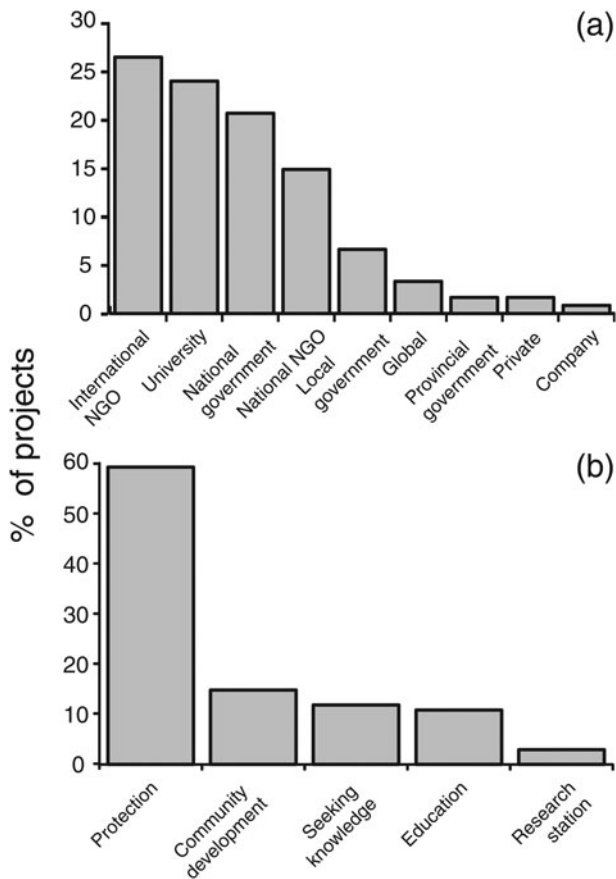 (a)
30
25
20
15
10
5
0
International
NGO
University
National
government
National NGO
Local
government
Global
Provincial
government
Private
Company
% of projects
(b)
60
50
40
30
20
10
0
Protection
Community
development
Seeking
knowledge
Education
Research
station